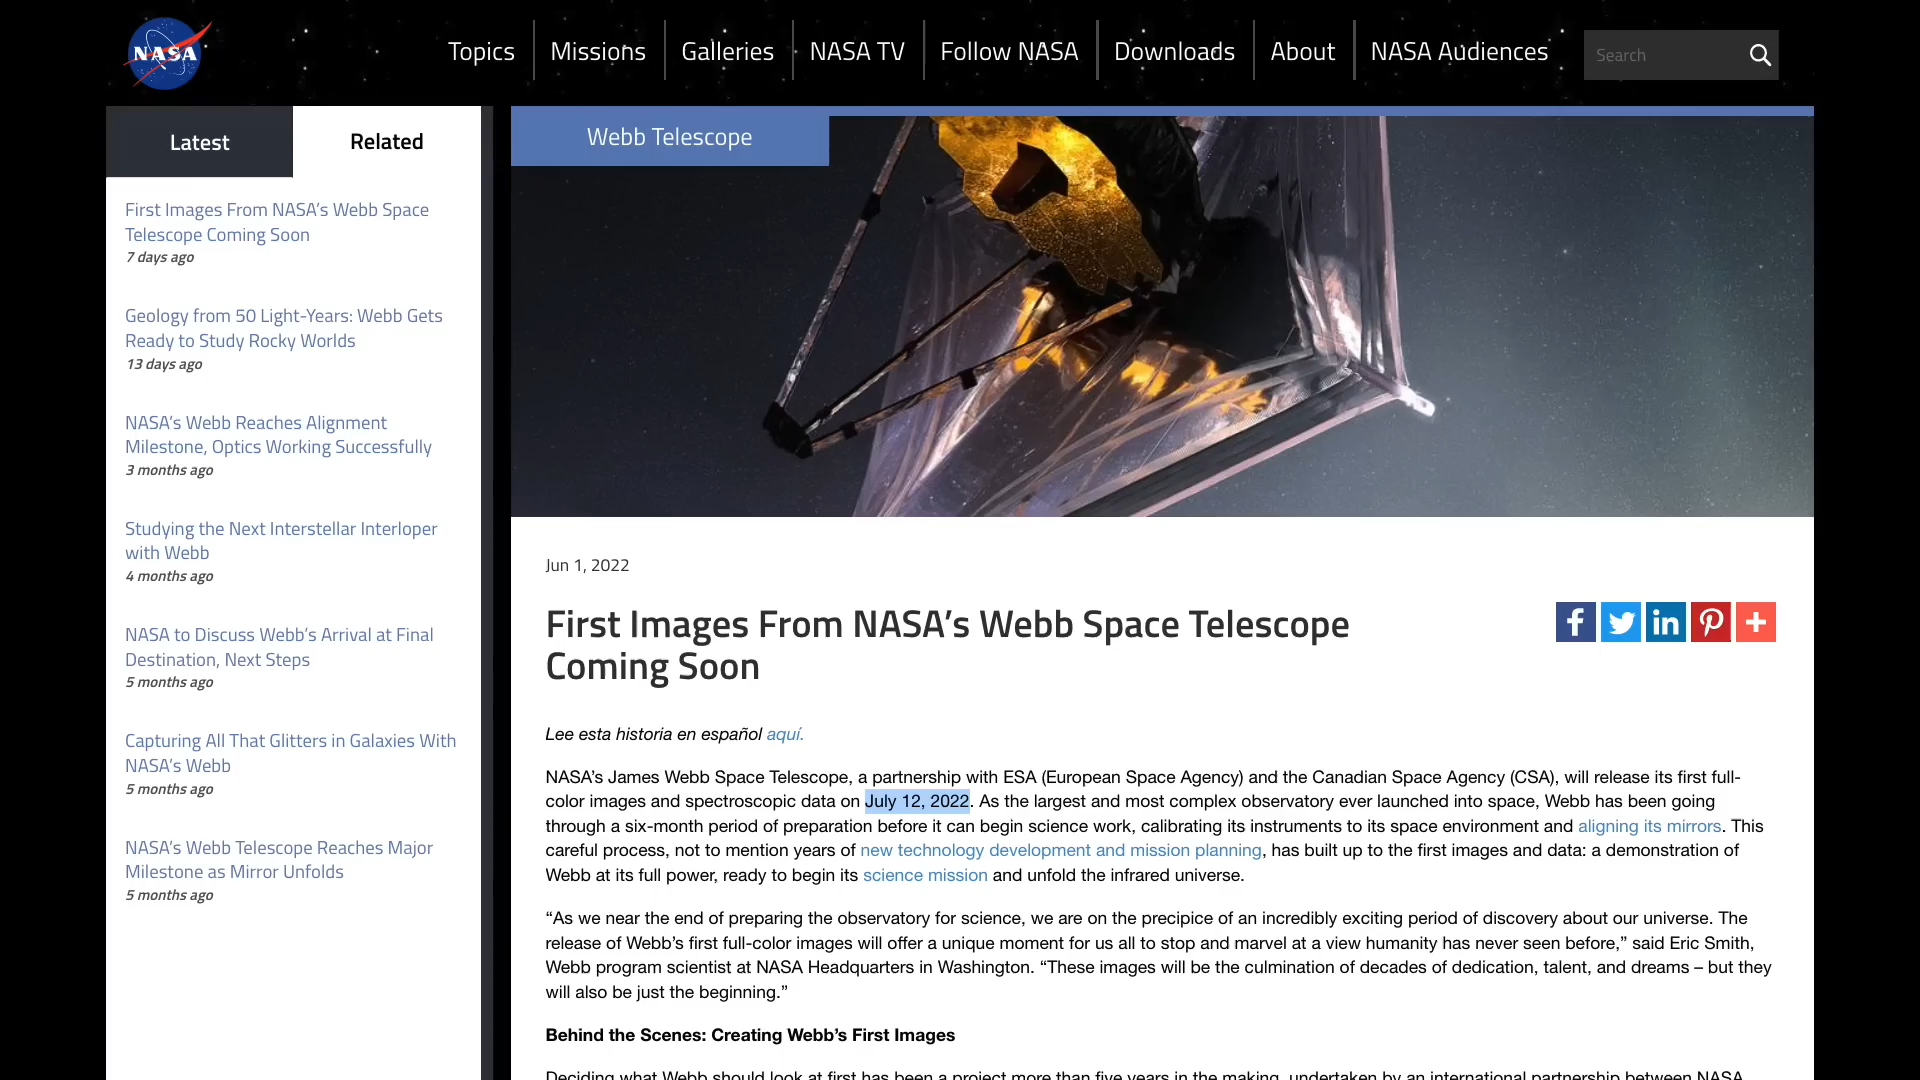 NASA
Topics
Missions
Galleries
NASA TV
Follow NASA
Downloads
About
NASA Audiences
Search
Latest
Related
First Images From NASA’s Webb Space
Telescope Coming Soon
7 days ago
Geology from 50 Light-Years: Webb Gets
Ready to Study Rocky Worlds
13 days ago
NASA’s Webb Reaches Alignment
Milestone, Optics Working Successfully
3 months ago
Studying the Next Interstellar Interloper
with Webb
4 months ago
NASA to Discuss Webb’s Arrival at Final
Destination, Next Steps
5 months ago
Capturing All That Glitters in Galaxies With
NASA’s Webb
5 months ago
NASA’s Webb Telescope Reaches Major
Milestone as Mirror Unfolds
5 months ago
Webb Telescope
Jun 1, 2022
First Images From NASA’s Webb Space Telescope
Coming Soon
Lee esta historia en español aquí.
NASA’s James Webb Space Telescope, a partnership with ESA (European Space Agency) and the Canadian Space Agency (CSA), will release its first full-
color images and spectroscopic data on July 12, 2022. As the largest and most complex observatory ever launched into space, Webb has been going
through a six-month period of preparation before it can begin science work, calibrating its instruments to its space environment and aligning its mirrors. This
careful process, not to mention years of new technology development and mission planning, has built up to the first images and data: a demonstration of
Webb at its full power, ready to begin its science mission and unfold the infrared universe.
“As we near the end of preparing the observatory for science, we are on the precipice of an incredibly exciting period of discovery about our universe. The
release of Webb’s first full-color images will offer a unique moment for us all to stop and marvel at a view humanity has never seen before,” said Eric Smith,
Webb program scientist at NASA Headquarters in Washington. “These images will be the culmination of decades of dedication, talent, and dreams – but they
will also be just the beginning.”
Behind the Scenes: Creating Webb’s First Images
Deciding what Webb should look at first has been a project more than five years in the making, undertaken by an international partnership between NASA,